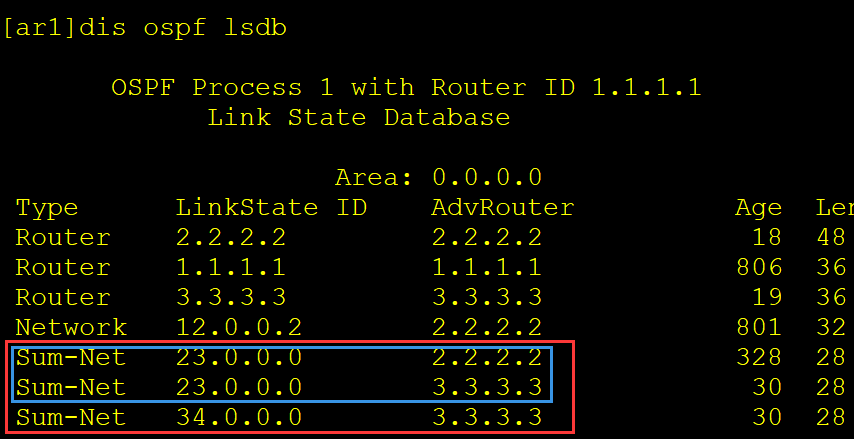 [ar1]dis ospf lsdb
OSPF Process 1 with Router ID 1.1.1.1
Link State Database
Area: 0.0.0.0
Type LinkState ID AdvRouter Age Len
Router 2.2.2.2 2.2.2.2 18 48
Router 1.1.1.1 1.1.1.1 806 36
Router 3.3.3.3 3.3.3.3 19 36
Network 12.0.0.2 2.2.2.2 801 32
Sum-Net 23.0.0.0 2.2.2.2 328 28
Sum-Net 23.0.0.0 3.3.3.3 30 28
Sum-Net 34.0.0.0 3.3.3.3 30 28